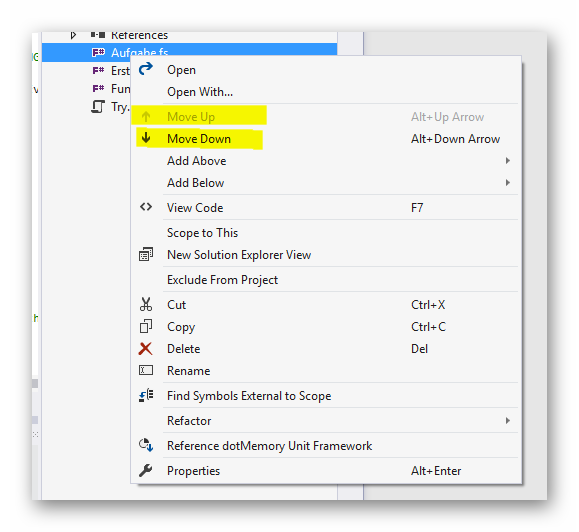 References
Aufgabe.fs
F# Erst
F# Fun
Try.
Open
Open With...
Move Up Alt+Up Arrow
Move Down Alt+Down Arrow
Add Above
Add Below
View Code F7
Scope to This
New Solution Explorer View
Exclude From Project
Cut Ctrl+X
Copy Ctrl+C
Delete Del
Rename
Find Symbols External to Scope
Refactor
Reference dotMemory Unit Framework
Properties Alt+Enter